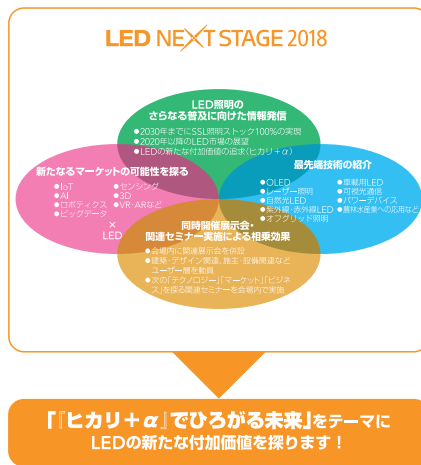 LED NEXT STAGE 2018
LED照明の
さらなる普及に向けた情報発信
●2030年までにSSL照明ストック100%の実現
●2020年以降のLED市場の展望
●LEDの新たな付加価値の追求(ヒカリ+α)
新たなるマーケットの可能性を探る
●IoT
●AI
●ロボティクス
●ビッグデータ
●センシング
●3D
●VR・ARなど
×
LED
最先端技術の紹介
●OLED
●レーザー照明
●自然光LED
●紫外線・赤外線LED
●オフグリッド照明
●車載用LED
●可視光通信
●パワーデバイス
●農林水産業への応用など
同時開催展示会・
関連セミナー実施による相乗効果
●会場内に関連展示会を併設
●建築・デザイン関連、施主・設備関連など
ユーザー層を動員
●次の「テクノロジー」「マーケット」「ビジネ
ス」を探る関連セミナーを会場内で実施
「『ヒカリ+α』でひろがる未来」をテーマに
LEDの新たな付加価値を探ります!